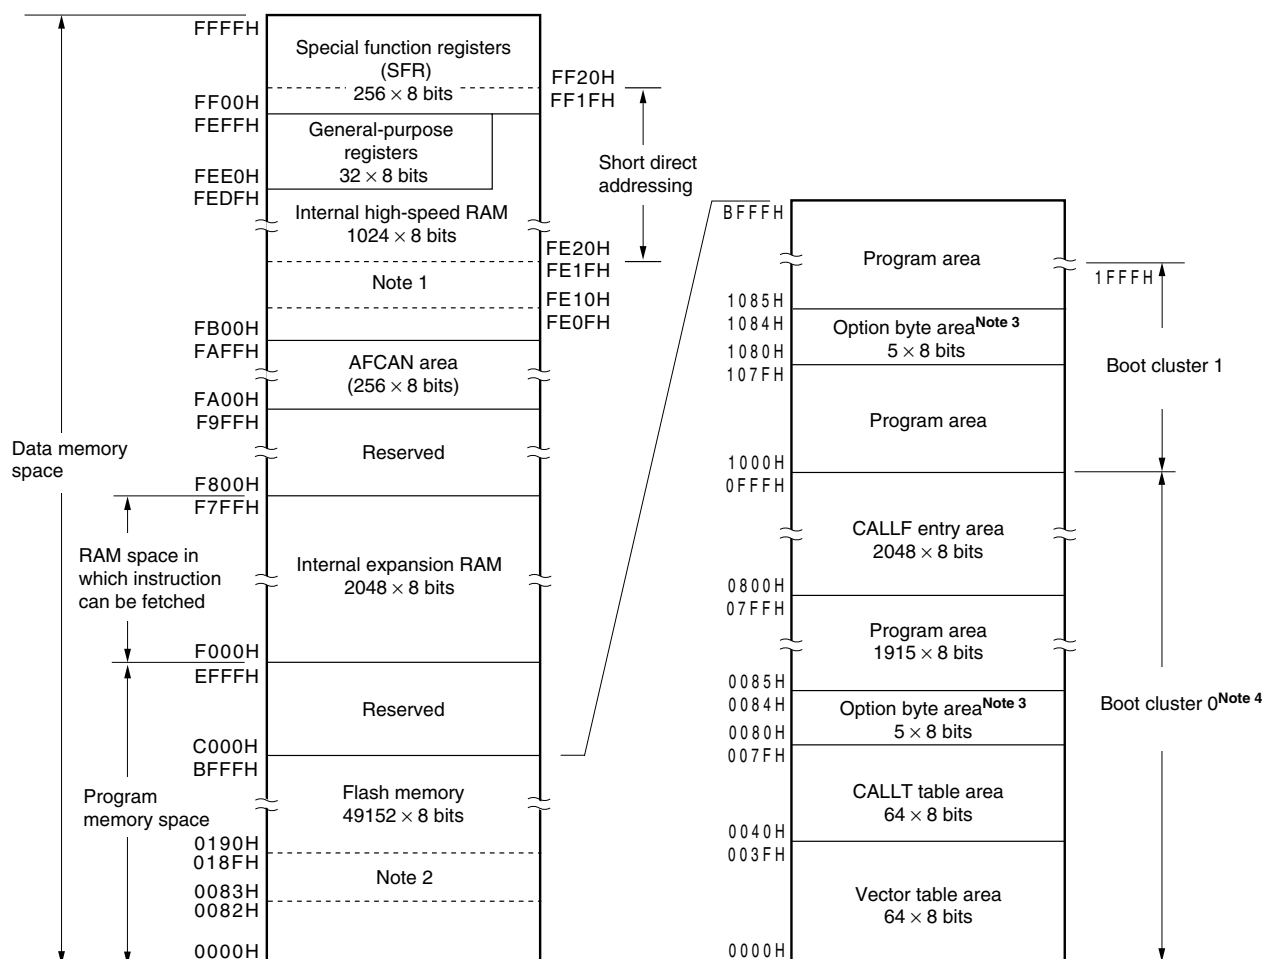 FFFFH
Special function registers
(SFR)
256 × 8 bits
FF20H
FF1FH
FF00H
FEFFH
General-purpose
registers
32 × 8 bits
Short direct
addressing
FEE0H
FEDFH
Internal high-speed RAM
1024 × 8 bits
FE20H
FE1FH
Note 1
FE10H
FE0FH
FB00H
FAFFH
AFCAN area
(256 × 8 bits)
FA00H
F9FFH
Data memory
space
Reserved
F800H
F7FFH
RAM space in
which instruction
can be fetched
Internal expansion RAM
2048 × 8 bits
F000H
EFFFH
Reserved
C000H
BFFFH
Program
memory space
Flash memory
49152 × 8 bits
0190H
018FH
Note 2
0083H
0082H
0000H
BFFFH
Program area
1FFFH
1085H
1084H
Option byte area Note 3
5 × 8 bits
1080H
107FH
Boot cluster 1
Program area
1000H
0FFFH
CALLF entry area
2048 × 8 bits
0800H
07FFH
Program area
1915 × 8 bits
0085H
0084H
Option byte area Note 3
5 × 8 bits
Boot cluster 0 Note 4
0080H
007FH
CALLT table area
64 × 8 bits
0040H
003FH
Vector table area
64 × 8 bits
0000H